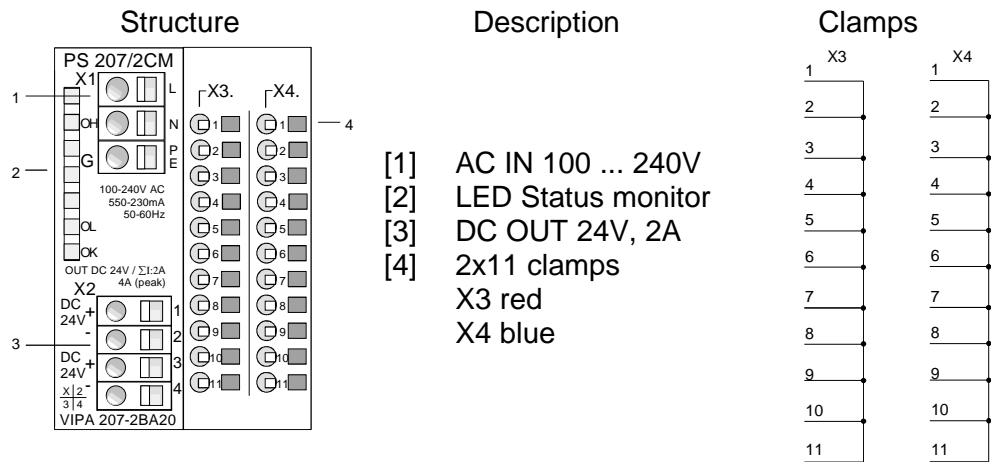 Structure
Description
Clamps
PS 207/2CM
X1
L
N
P
E
OH
G
OL
OK
100-240V AC
550-230mA
50-60Hz
OUT DC 24V / ΣI:2A
4A (peak)
X2
DC
24V
+
-
DC
24V
+
-
1
2
3
4
X 2
3 4
VIPA 207-2BA20
1
2
3
4
X3.
1
2
3
4
5
6
7
8
9
10
11
X4.
1
2
3
4
5
6
7
8
9
10
11
[1] AC IN 100 ... 240V
[2] LED Status monitor
[3] DC OUT 24V, 2A
[4] 2x11 clamps
X3 red
X4 blue
X3
1
2
3
4
5
6
7
8
9
10
11
X4
1
2
3
4
5
6
7
8
9
10
11